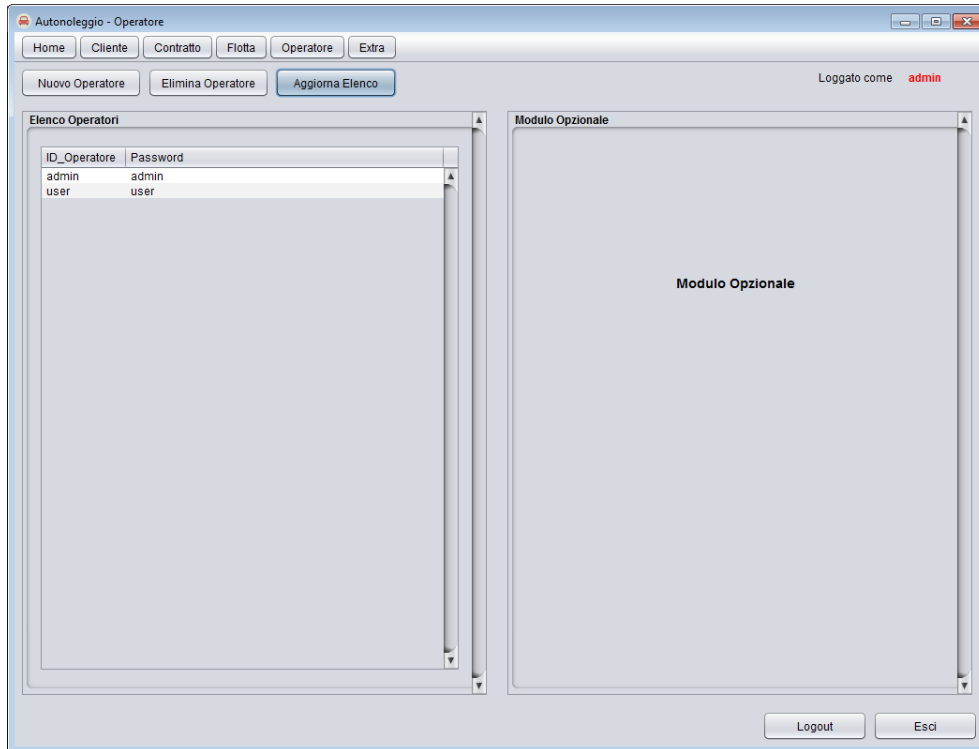 Autonoleggio - Operatore
Home Cliente Contratto Flotta Operatore Extra
Nuovo Operatore Elimina Operatore Aggiorna Elenco
Loggato come admin
Elenco Operatori
ID_Operatore Password
admin admin
user user
Modulo Opzionale
Modulo Opzionale
Logout Esci